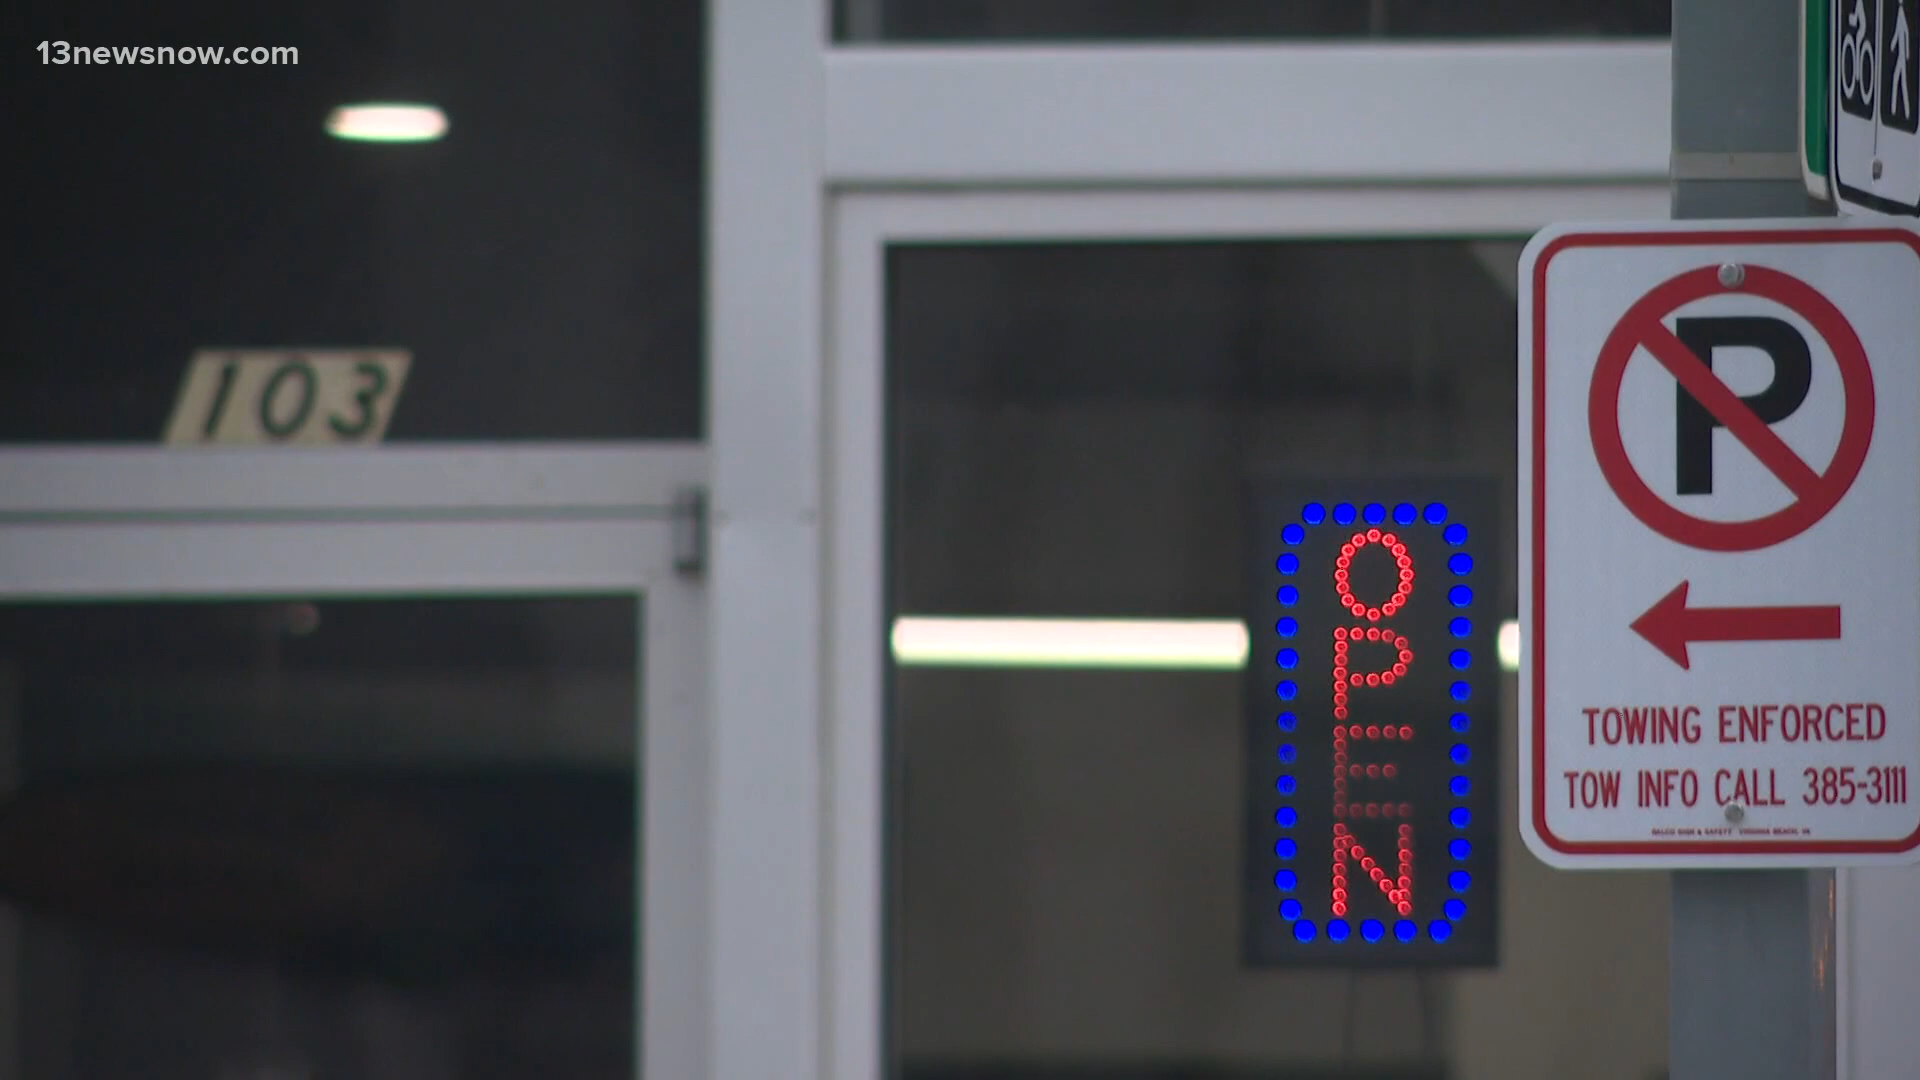 13newsnow.com
103
OPEN
P
TOWING ENFORCED
TOW INFO CALL 385-3111